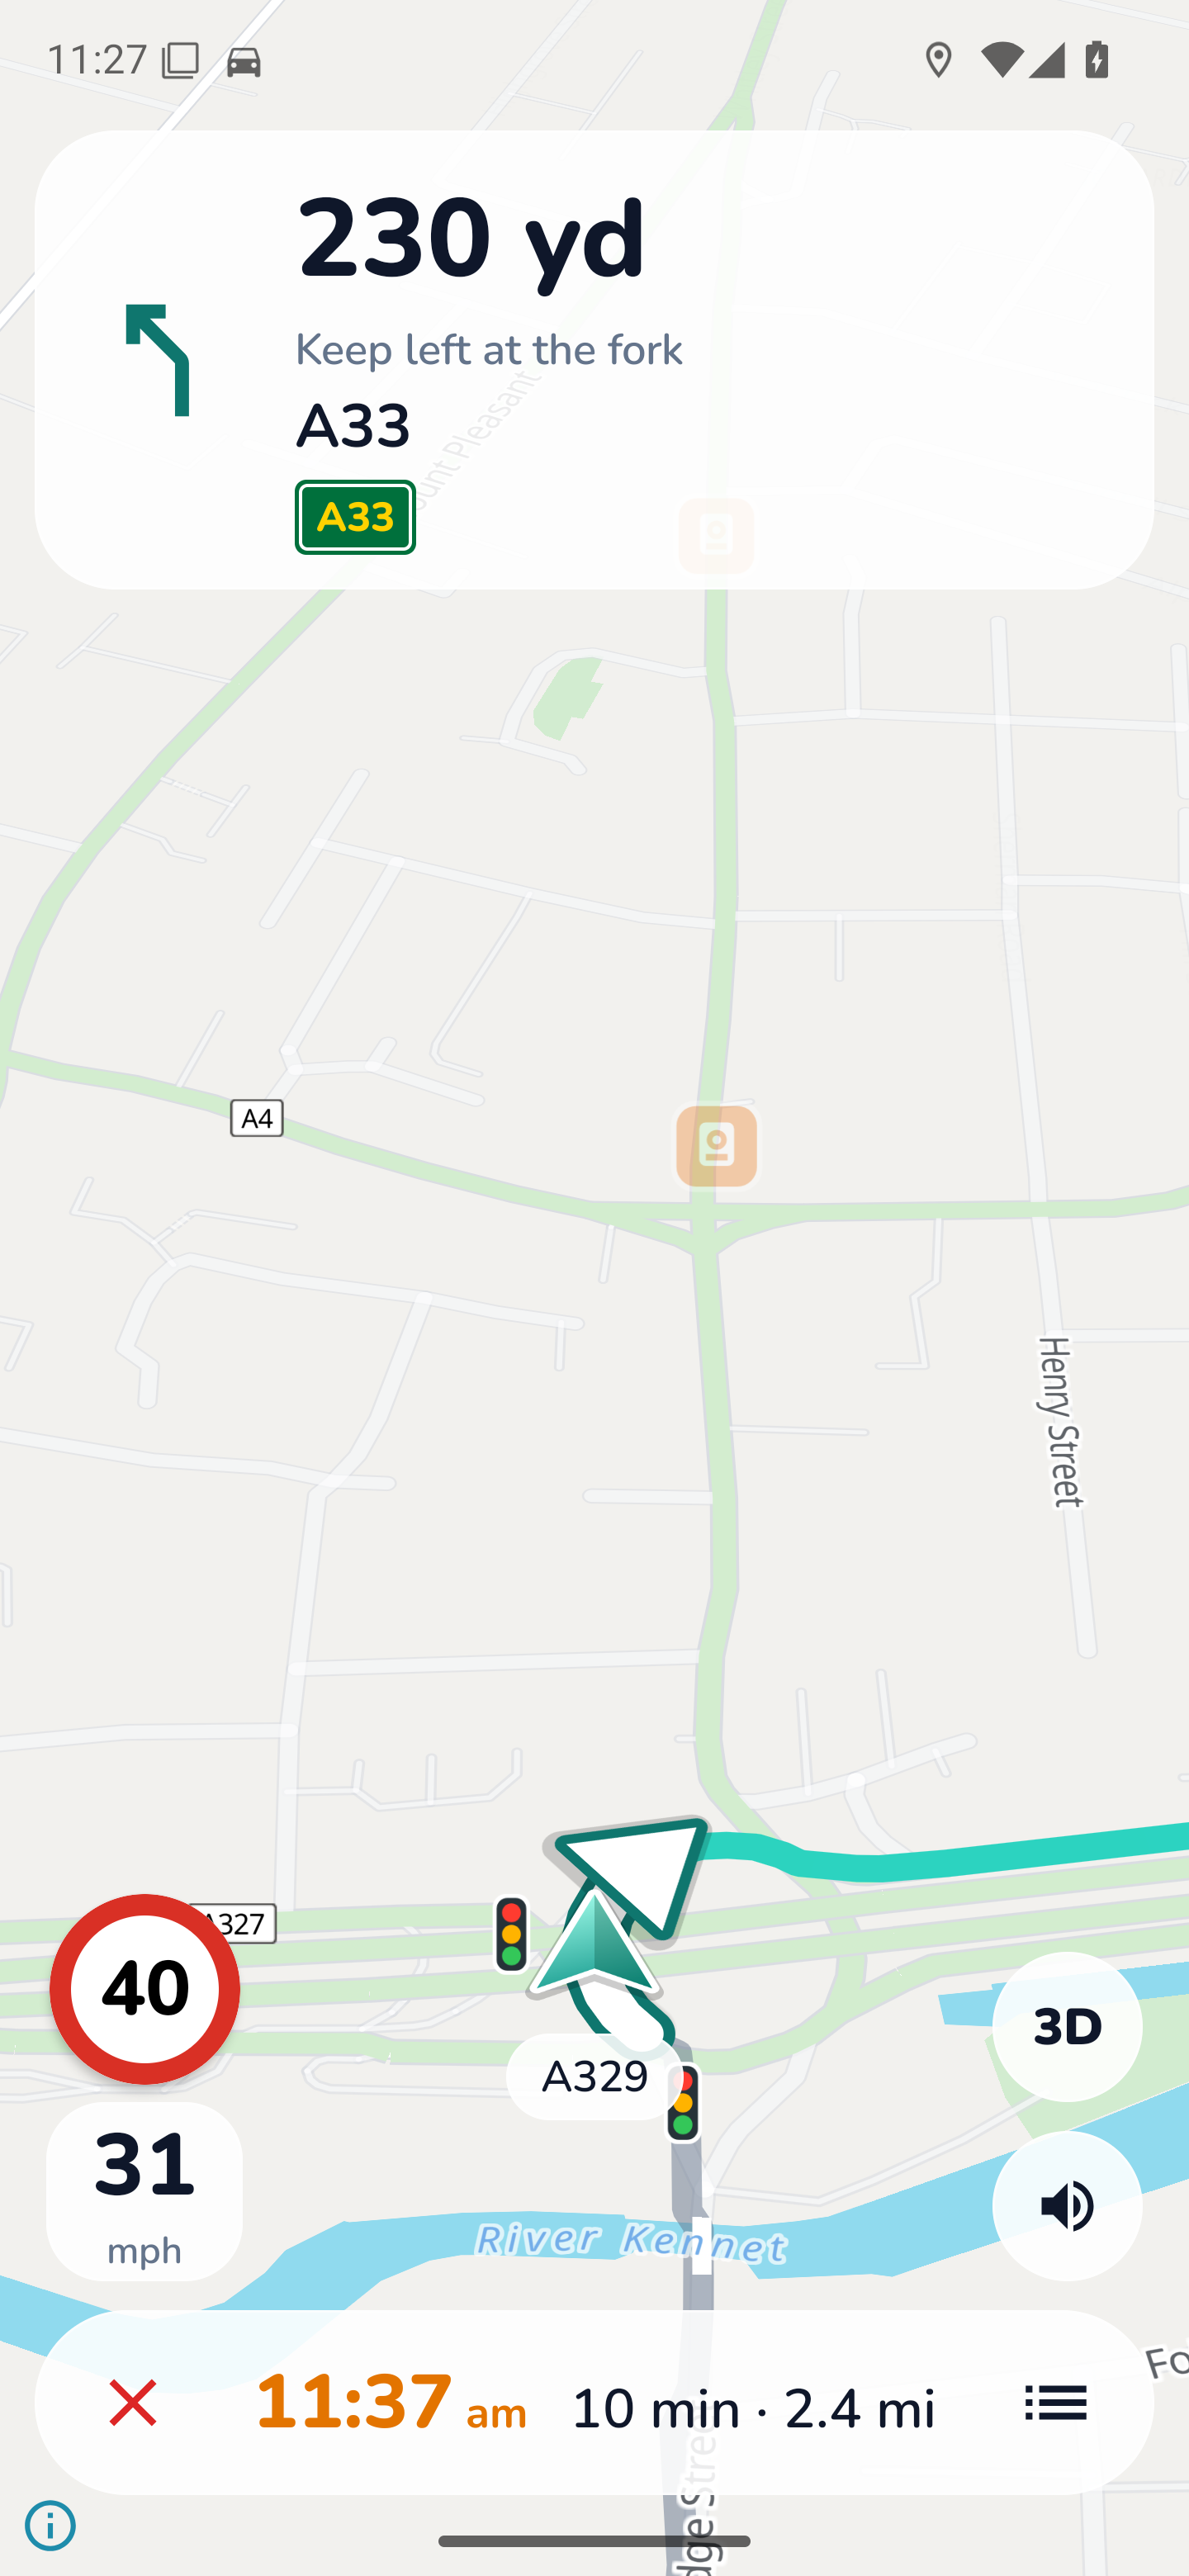 11:27
230 yd
Keep left at the fork
A33
A33
Pleasant
A4
Henry Street
A327
40
A329
3D
31
mph
River Kennet
11:37 am
10 min · 2.4 mi